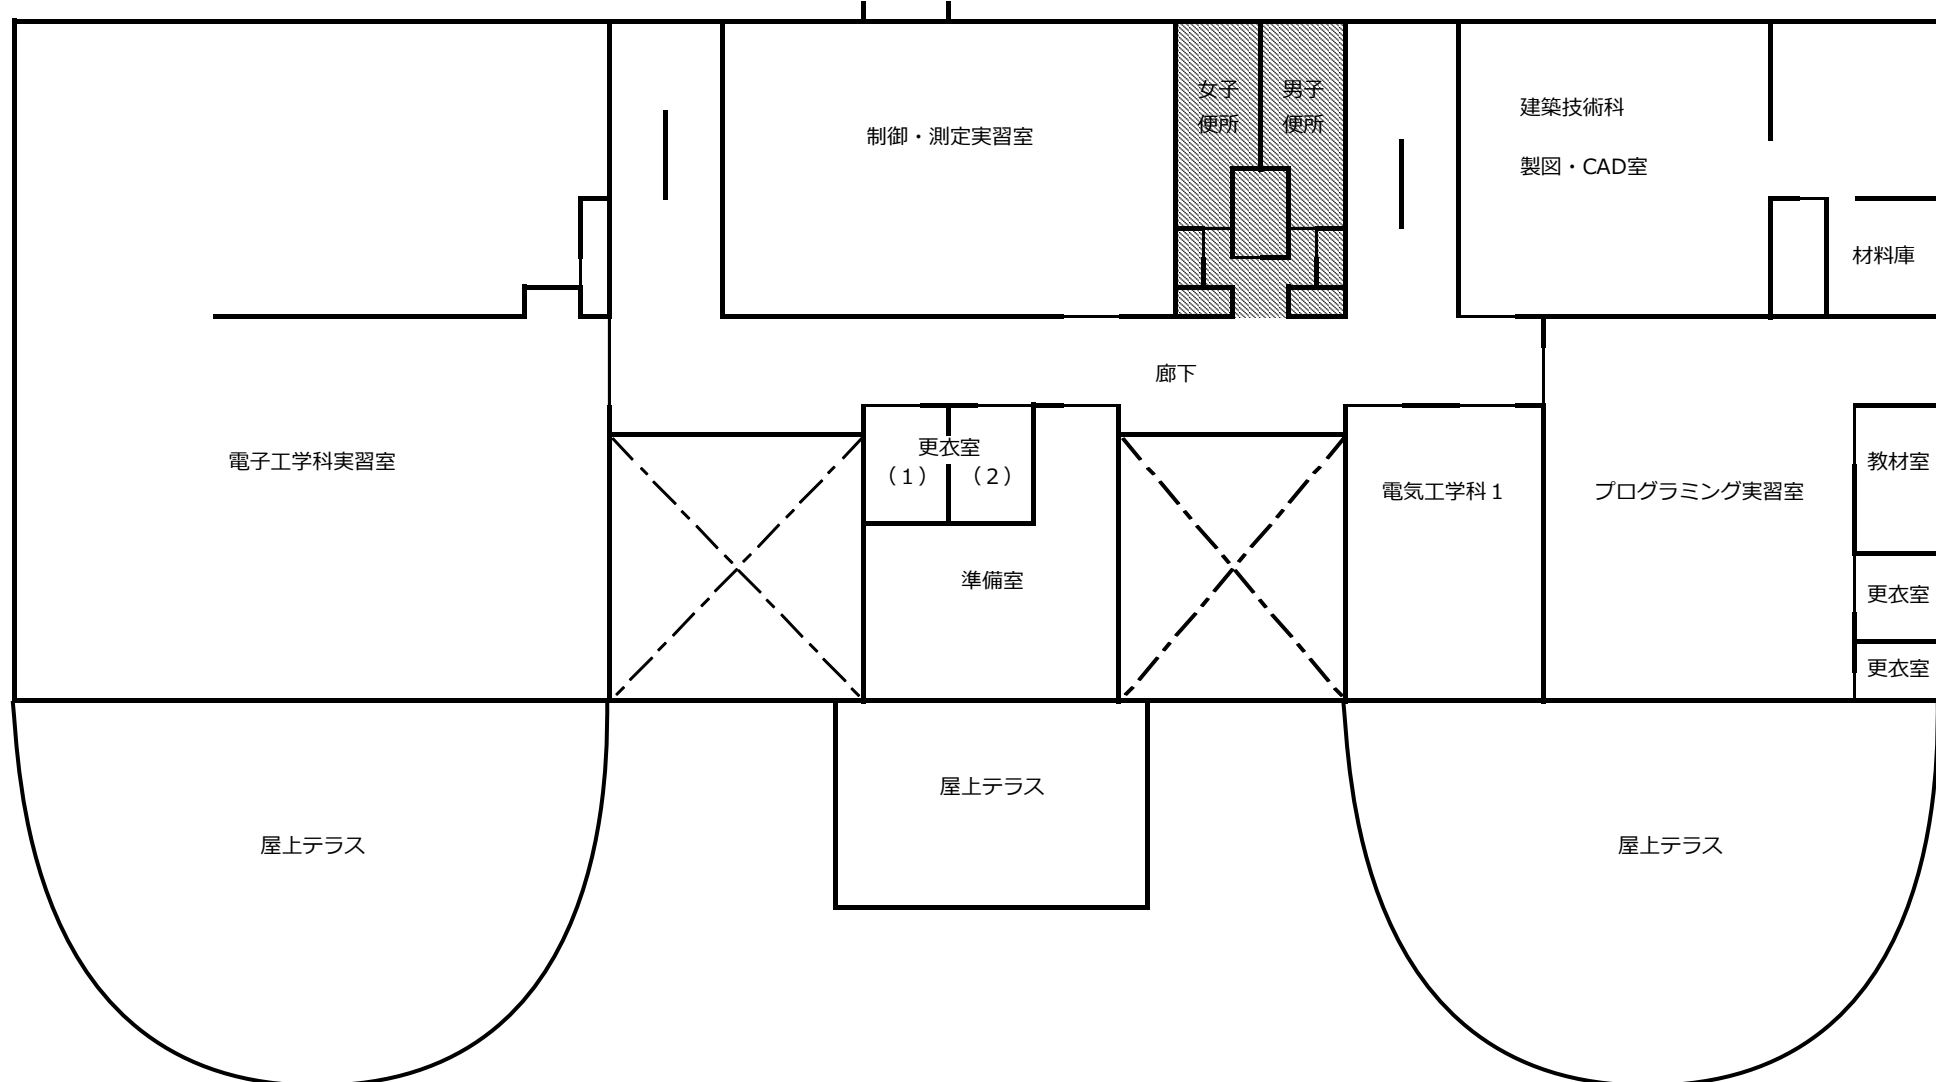 女子
便所
男子
便所
制御・測定実習室
建築技術科
製図・CAD室
材料庫
廊下
電子工学科実習室
更衣室
（１）
（２）
準備室
電気工学科１
プログラミング実習室
教材室
更衣室
更衣室
屋上テラス
屋上テラス
屋上テラス